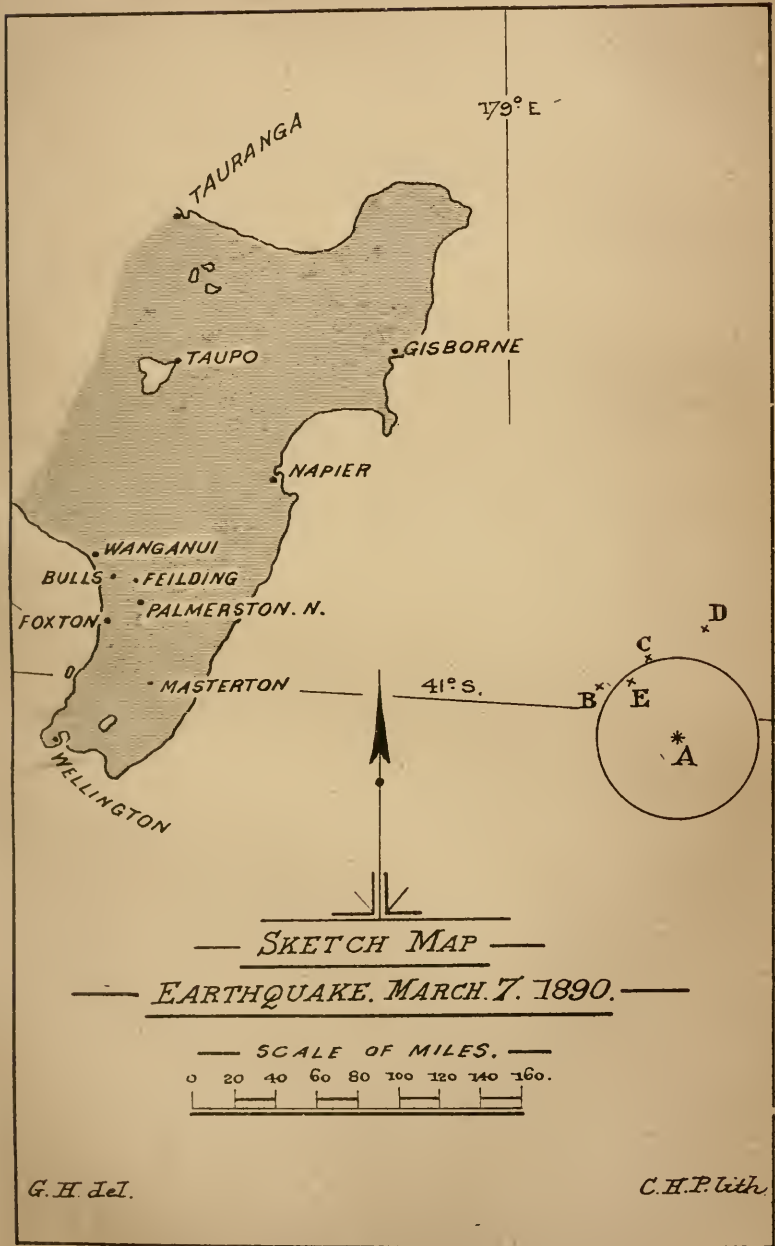 179° E
TAURANGA
TAUPO
GISBORNE
NAPIER
WANGANUI
BULLS
FEILDING
PALMERSTON. N.
FOXTON
MASTERTON
41° S.
WELLINGTON
D
C
B
E
A
SKETCH MAP
EARTHQUAKE. MARCH. 7. 1890.
SCALE OF MILES.
0 20 40 60 80 100 120 140 160.
G. H. del.
C. H. P. lith